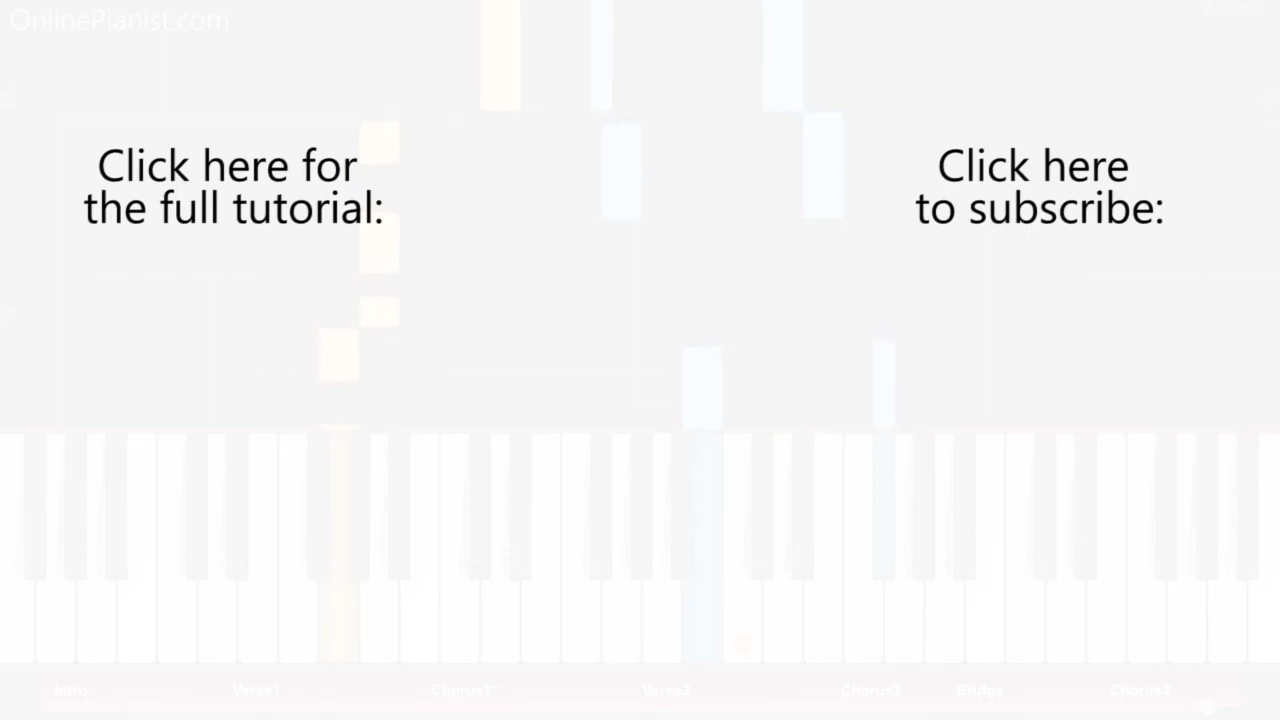 OnlinePianist.com
Click here for
the full tutorial:
Click here
to subscribe:
Intro Verse1 Chorus1 Verse2 Chorus2 Bridge Chorus3